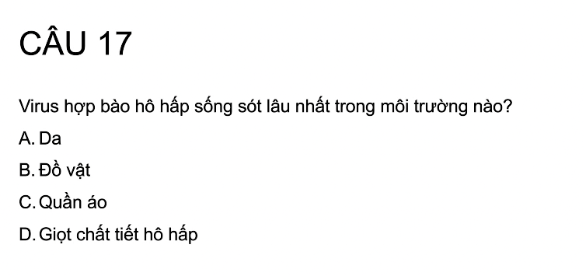 CÂU 17
Virus hợp bào hô hấp sống sót lâu nhất trong môi trường nào?
A. Da
B. Đồ vật
C. Quần áo
D. Giọt chất tiết hô hấp